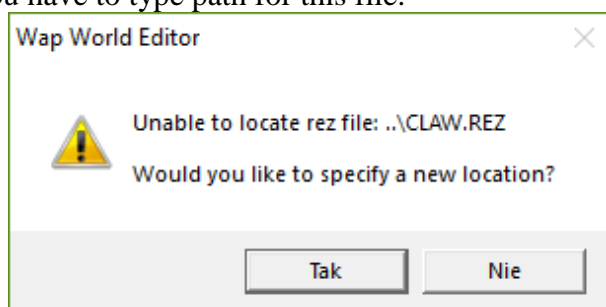 have to type path for this file.
Wap World Editor
Unable to locate rez file: ..\CLAW.REZ
Would you like to specify a new location?
Tak
Nie